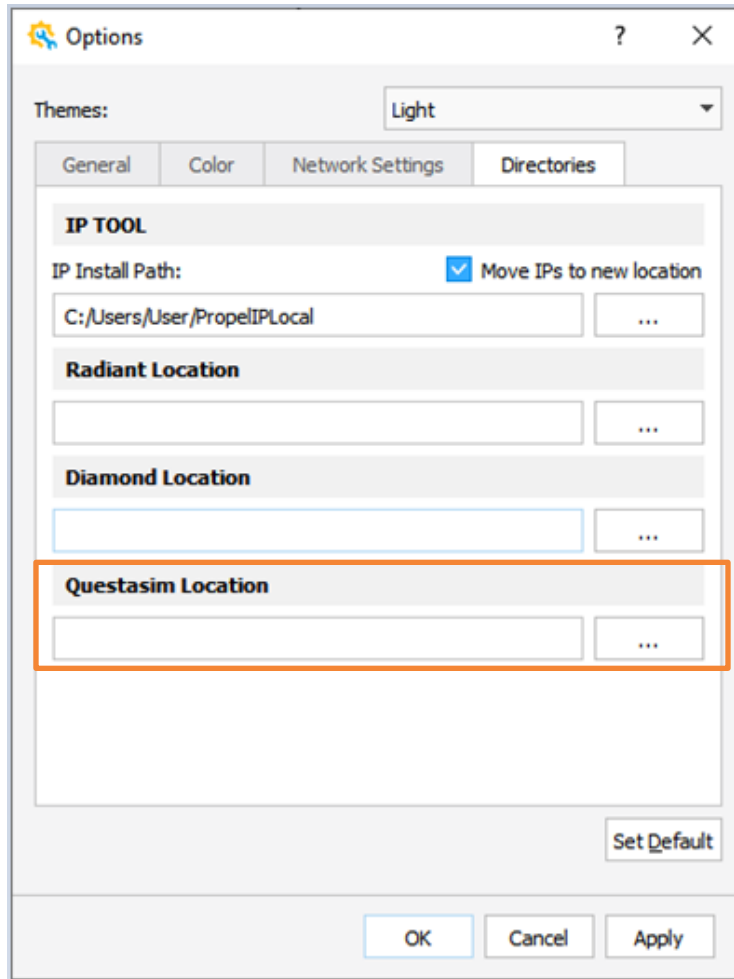 Options
?
Themes:
Light
General Color Network Settings Directories
IP TOOL
IP Install Path: Move IPs to new location
C:/Users/User/PropelIPLocal ...
Radiant Location
...
Diamond Location
...
Questasim Location
...
Set Default
OK Cancel Apply